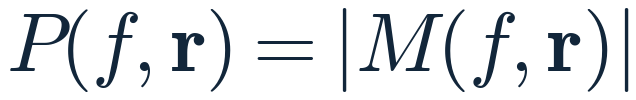 P(f, r) = |M(f, r)|